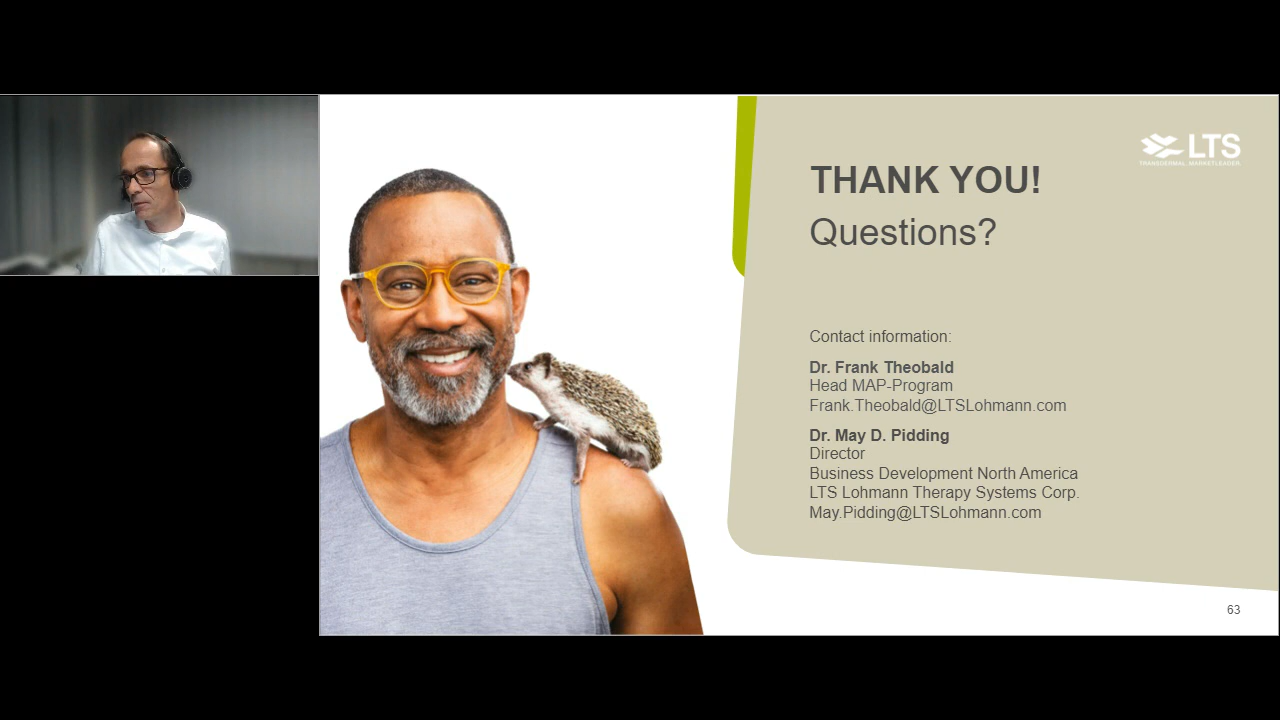 LTS
TRANSDERMAL. MARKETLEADER.
THANK YOU!
Questions?
Contact information:
Dr. Frank Theobald
Head MAP-Program
Frank.Theobald@LTSLohmann.com
Dr. May D. Pidding
Director
Business Development North America
LTS Lohmann Therapy Systems Corp.
May.Pidding@LTSLohmann.com
63